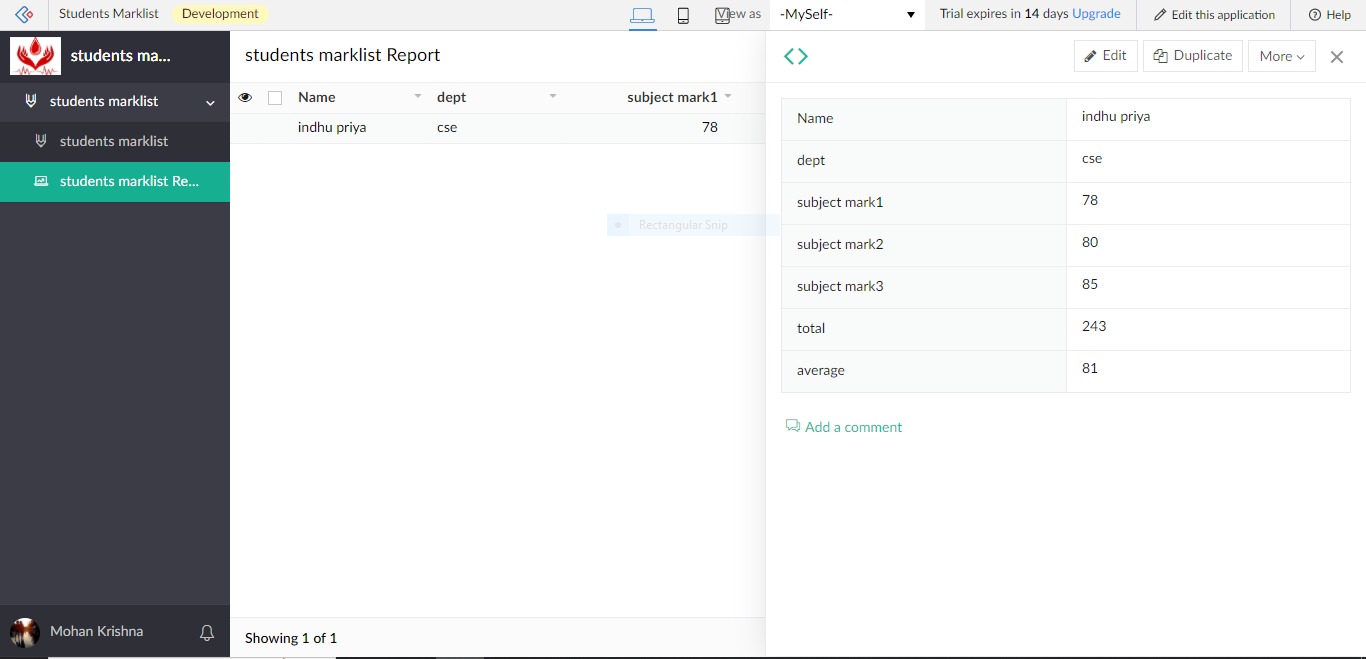 Students Marklist Development View as -MySelf- Trial expires in 14 days Upgrade Edit this application Help
students ma...
students marklist
students marklist
students marklist Re...
Mohan Krishna
students marklist Report
Name dept subject mark1
indhu priya cse 78
Rectangular Snip
Showing 1 of 1
Edit Duplicate More
Name indhu priya
dept cse
subject mark1 78
subject mark2 80
subject mark3 85
total 243
average 81
Add a comment